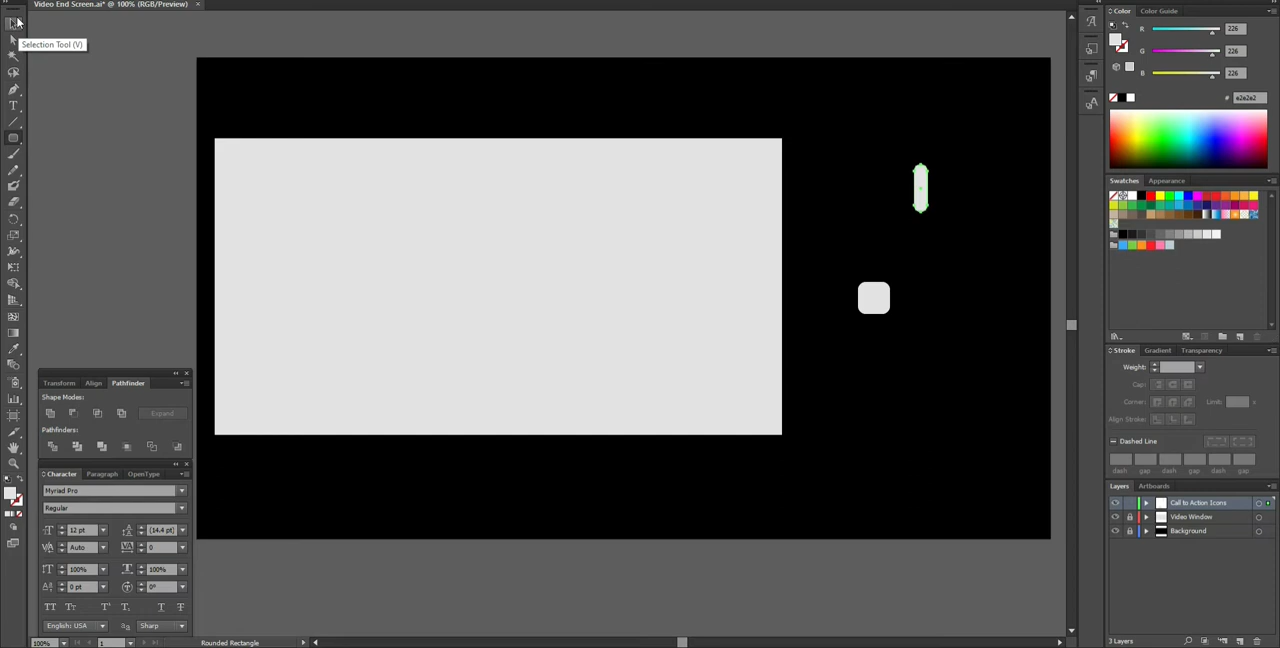 Video End Screen.ai* @ 100% (RGB/Preview) ×
Selection Tool (V)
Color Color Guide
R 226
G 226
B 226
# e2e2e2
Swatches Appearance
Stroke Gradient Transparency
Weight:
Cap:
Corner: Limit: x
Align Stroke:
Dashed Line
dash gap dash gap dash gap
Layers Artboards
Call to Action Icons
Video Window
Background
3 Layers
Transform Align Pathfinder
Shape Modes:
Expand
Pathfinders:
Character Paragraph OpenType
Myriad Pro
Regular
12 pt (14.4 pt)
Auto 0
100% 100%
0 pt 0°
English: USA Sharp
100% 1 Rounded Rectangle